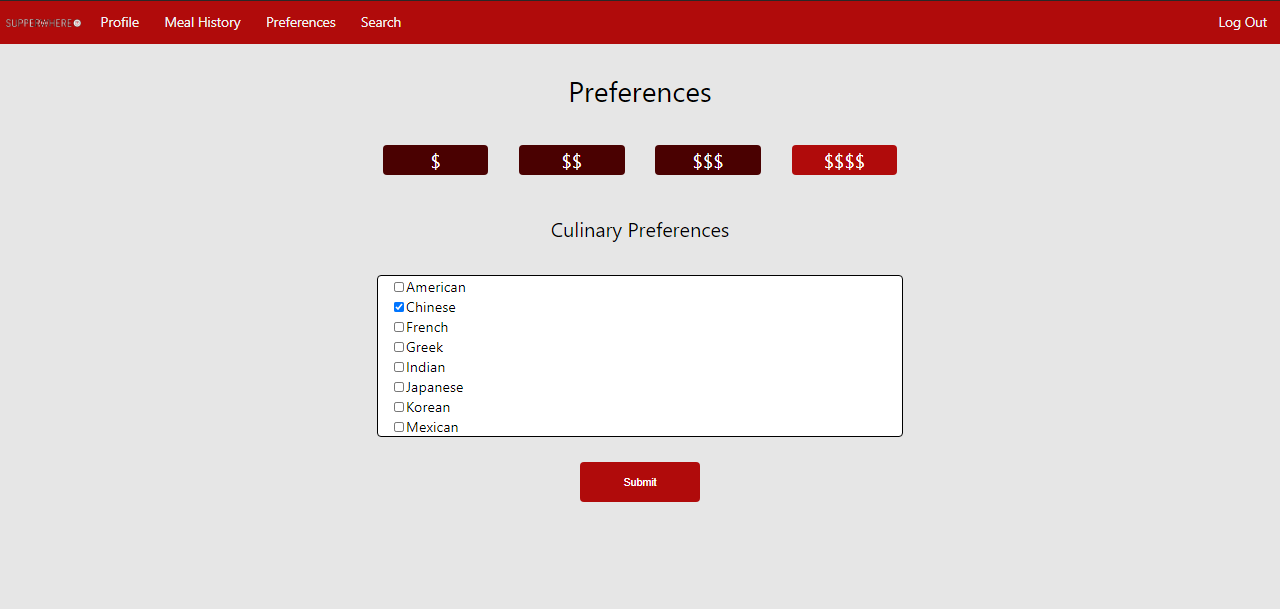 SUPPERWHERE Profile Meal History Preferences Search Log Out
Preferences
$ $$ $$$ $$$$
Culinary Preferences
American
Chinese
French
Greek
Indian
Japanese
Korean
Mexican
Submit